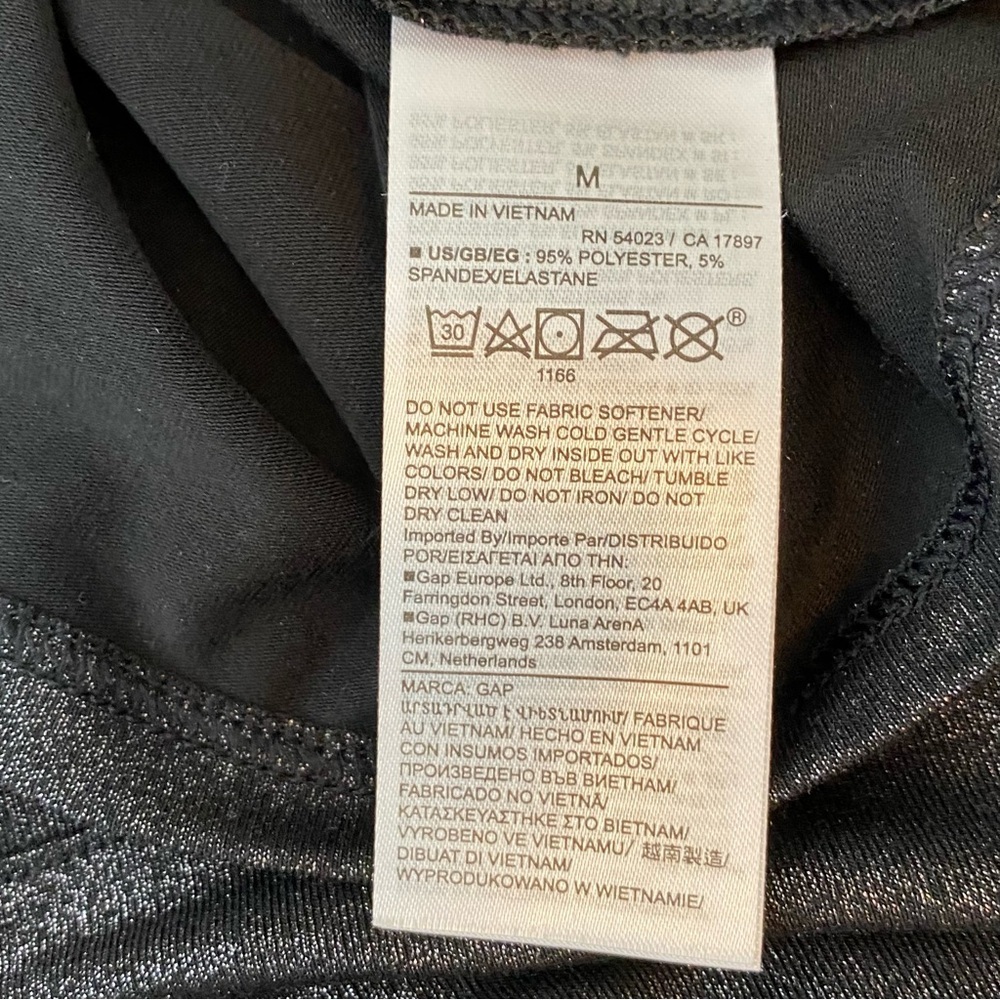 M
MADE IN VIETNAM
RN 54023 / CA 17897
■ US/GB/EG : 95% POLYESTER, 5%
SPANDEX/ELASTANE
30
®
1166
DO NOT USE FABRIC SOFTENER/
MACHINE WASH COLD GENTLE CYCLE/
WASH AND DRY INSIDE OUT WITH LIKE
COLORS/ DO NOT BLEACH/ TUMBLE
DRY LOW/ DO NOT IRON/ DO NOT
DRY CLEAN
Imported By/Importe Par/DISTRIBUIDO
POR/ΕΙΣΑΓΕΤΑΙ ΑΠΟ ΤΗΝ:
■Gap Europe Ltd., 8th Floor, 20
Farringdon Street, London, EC4A 4AB, UK
■Gap (RHC) B.V. Luna ArenA
Herikerbergweg 238 Amsterdam, 1101
CM, Netherlands
MARCA: GAP
ԱՐՏԱԴՐՎԱԾ Է ՎԻԵՏՆԱՄՈՒՄ/ FABRIQUE
AU VIETNAM/ HECHO EN VIETNAM
CON INSUMOS IMPORTADOS/
ПРОИЗВЕДЕНО ВЪВ ВИЕТНАМ/
FABRICADO NO VIETNÃ/
ΚΑΤΑΣΚΕΥΑΣΤΗΚΕ ΣΤΟ ΒΙΕΤΝΑΜ/
VYROBENO VE VIETNAMU/ 越南製造/
DIBUAT DI VIETNAM/
WYPRODUKOWANO W WIETNAMIE/